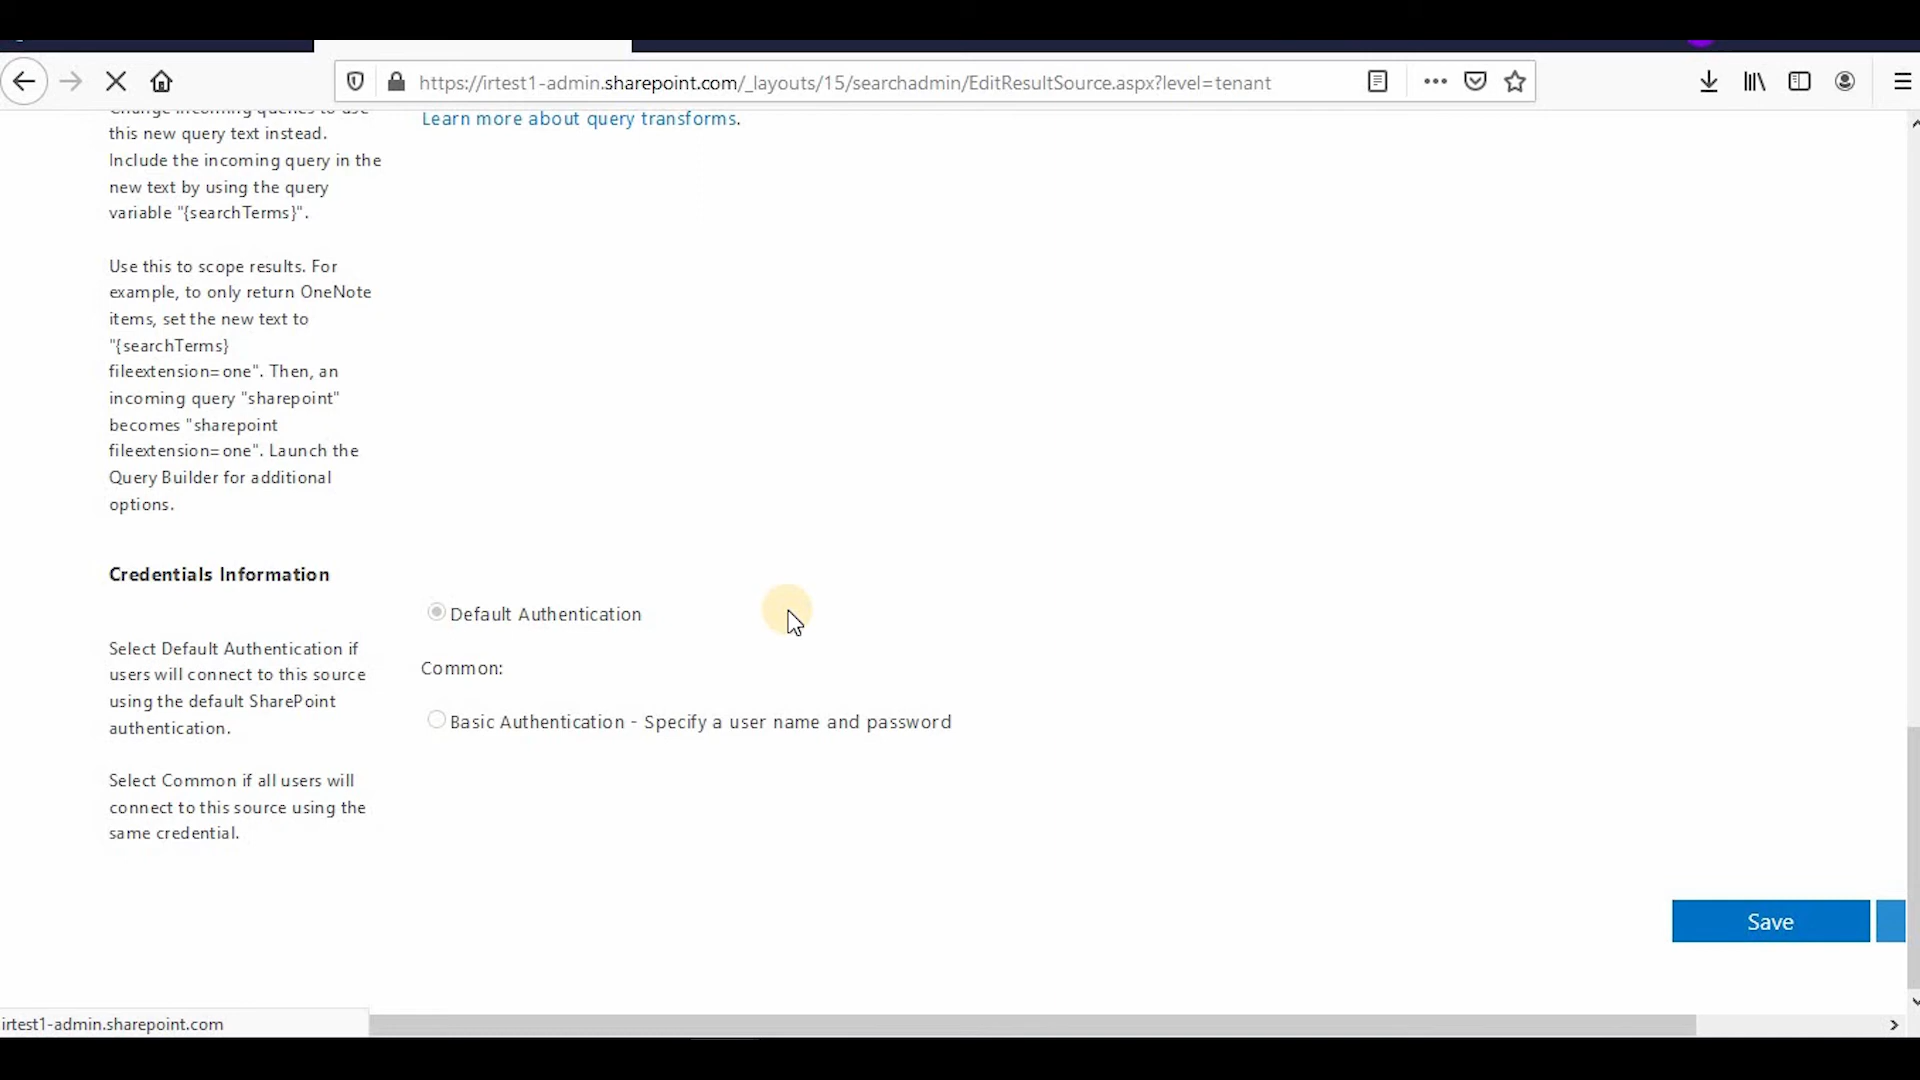 https://irtest1-admin.sharepoint.com/_layouts/15/searchadmin/EditResultSource.aspx?level=tenant
Change incoming queries to use
this new query text instead.
Include the incoming query in the
new text by using the query
variable "{searchTerms}".
Use this to scope results. For
example, to only return OneNote
items, set the new text to
"{searchTerms}
fileextension=one". Then, an
incoming query "sharepoint"
becomes "sharepoint
fileextension=one". Launch the
Query Builder for additional
options.
Learn more about query transforms.
Credentials Information
Select Default Authentication if
users will connect to this source
using the default SharePoint
authentication.
Select Common if all users will
connect to this source using the
same credential.
Default Authentication
Common:
Basic Authentication - Specify a user name and password
Save
irtest1-admin.sharepoint.com